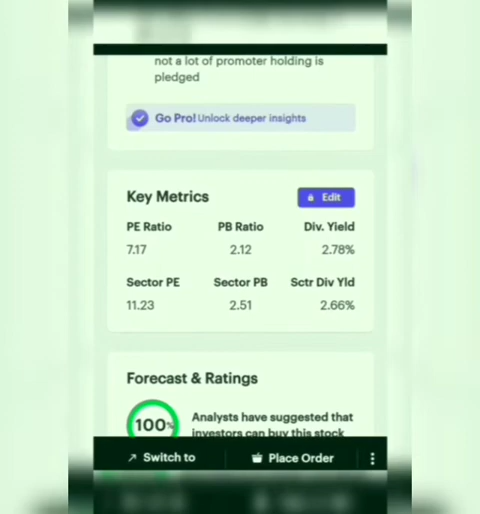 not a lot of promoter holding is
pledged
Go Pro! Unlock deeper insights
Key Metrics
Edit
PE Ratio PB Ratio Div. Yield
7.17 2.12 2.78%
Sector PE Sector PB Sctr Div Yld
11.23 2.51 2.66%
Forecast & Ratings
100%
Analysts have suggested that
investors can buy this stock
Switch to Place Order